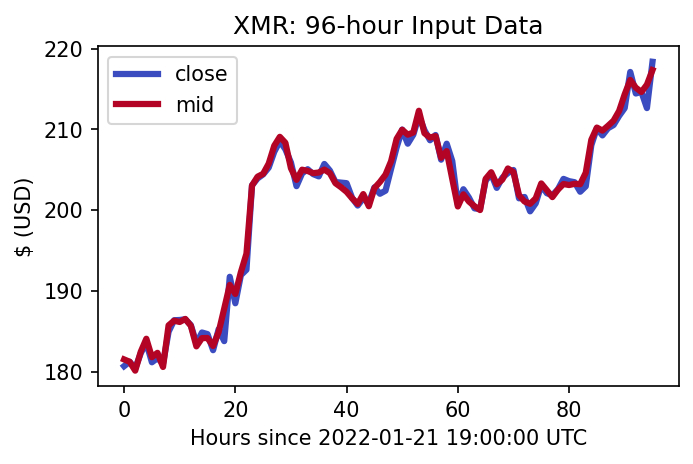 XMR: 96-hour Input Data
close
mid
$ (USD)
220
210
200
190
180
0 20 40 60 80
Hours since 2022-01-21 19:00:00 UTC